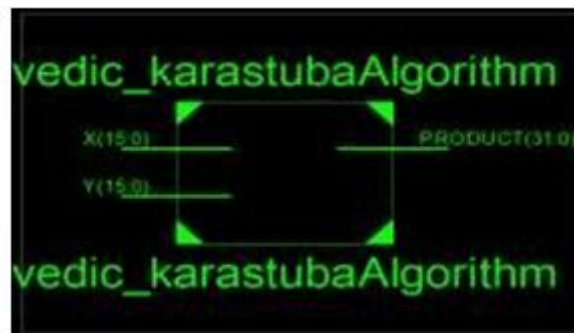 vedic_karastubaAlgorithm
X(15:0)
PRODUCT(31:0)
Y(15:0)
vedic_karastubaAlgorithm